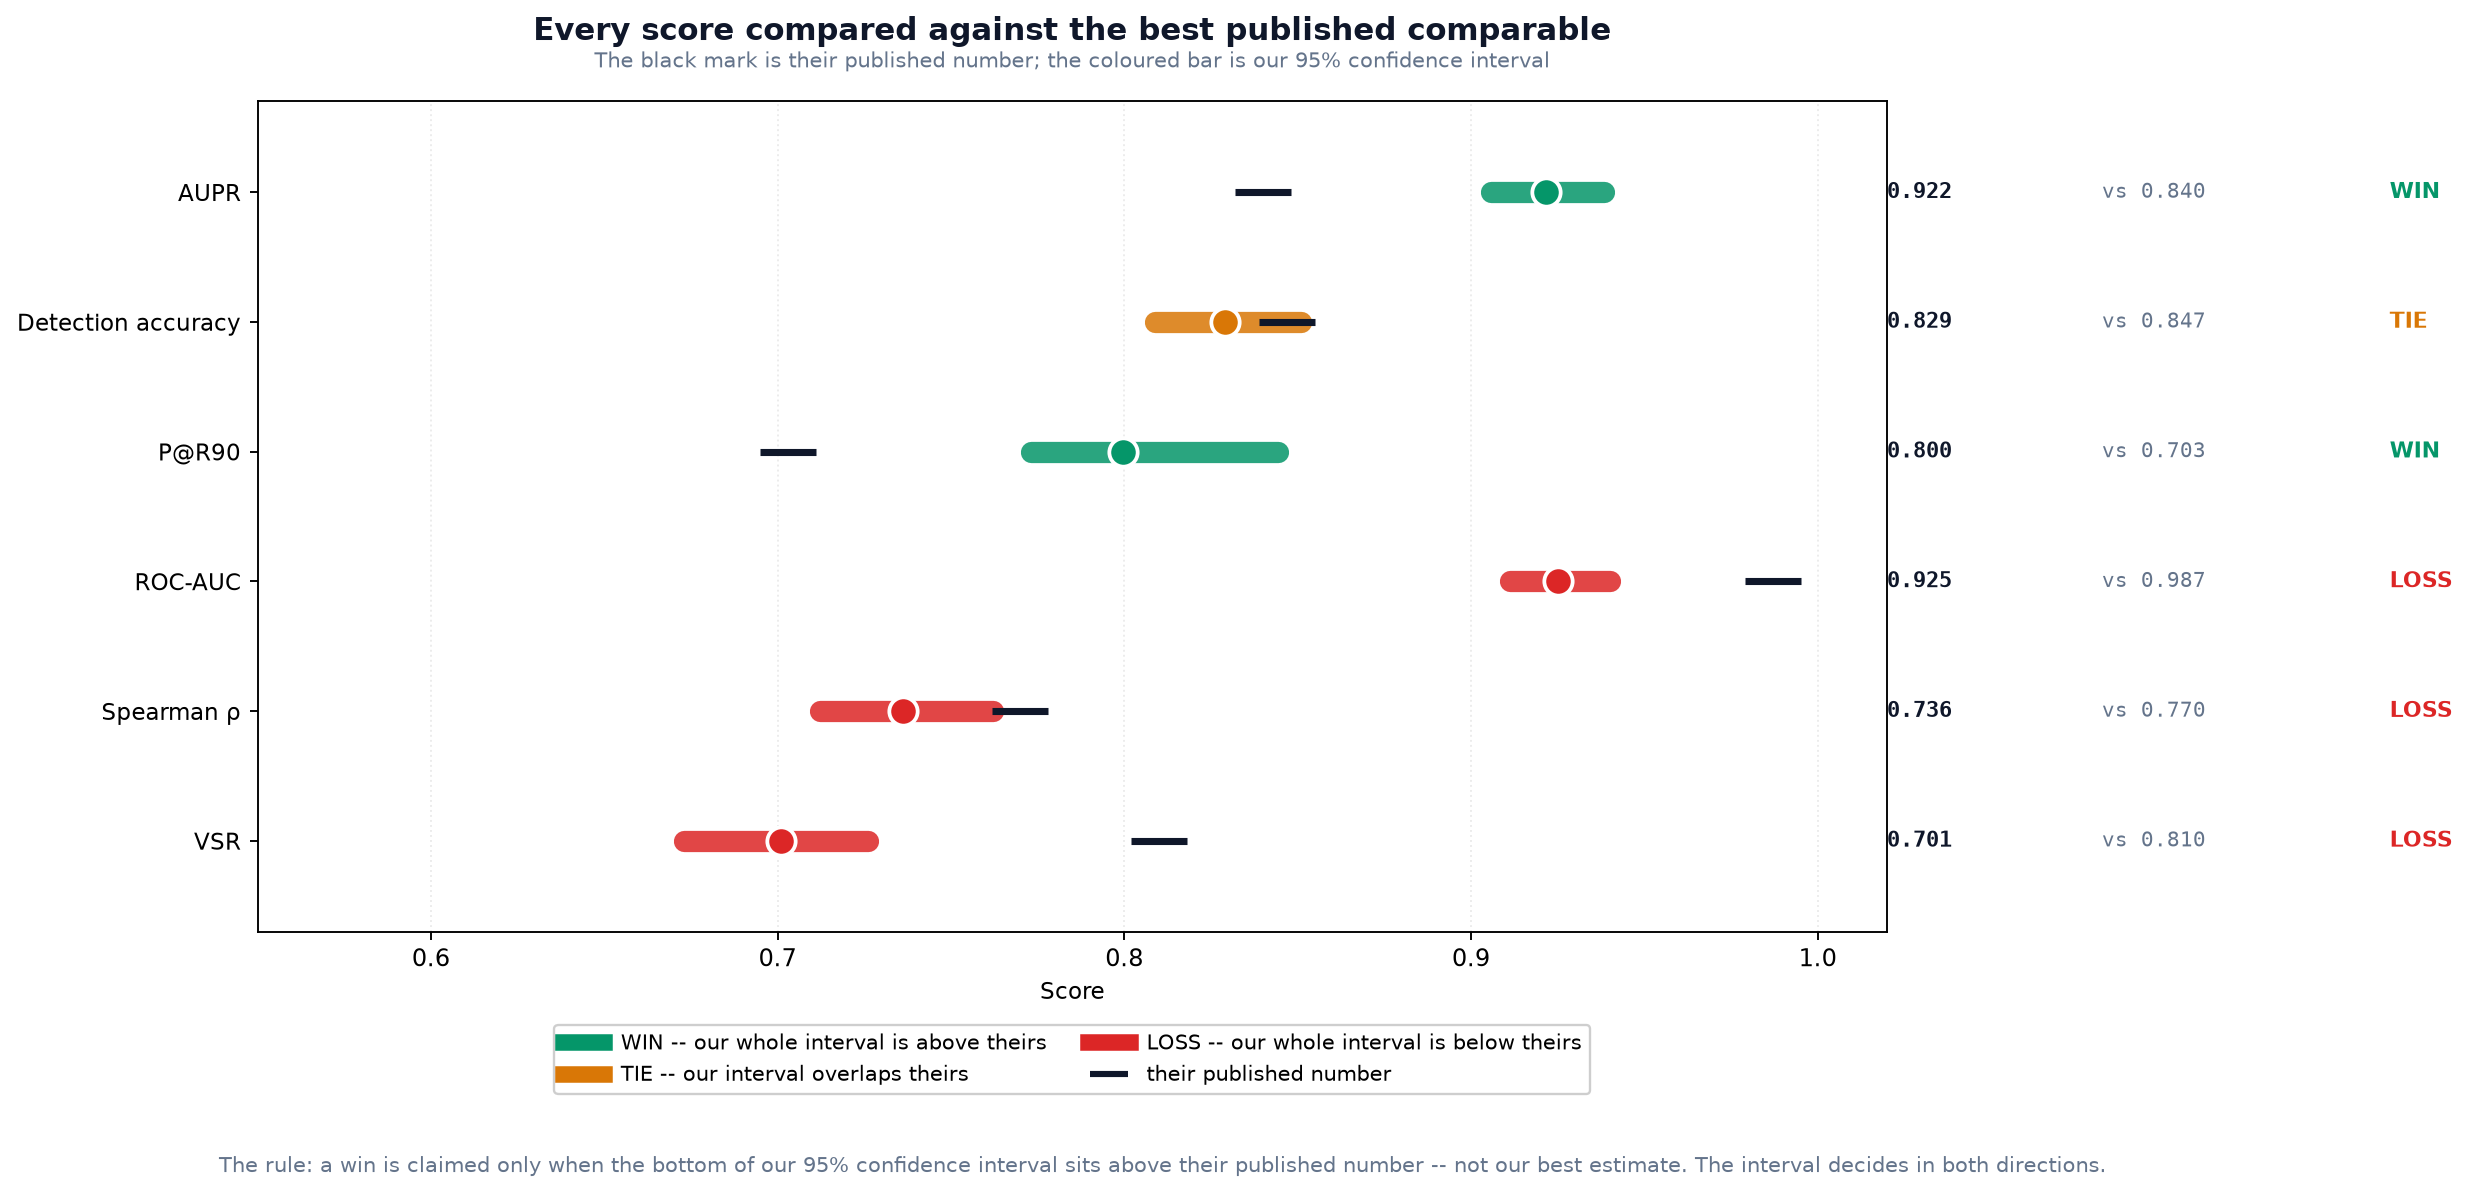 Every score compared against the best published comparable
The black mark is their published number; the coloured bar is our 95% confidence interval
AUPR 0.922 vs 0.840 WIN
Detection accuracy 0.829 vs 0.847 TIE
P@R90 0.800 vs 0.703 WIN
ROC-AUC 0.925 vs 0.987 LOSS
Spearman ρ 0.736 vs 0.770 LOSS
VSR 0.701 vs 0.810 LOSS
0.6 0.7 0.8 0.9 1.0
Score
WIN -- our whole interval is above theirs LOSS -- our whole interval is below theirs
TIE -- our interval overlaps theirs their published number
The rule: a win is claimed only when the bottom of our 95% confidence interval sits above their published number -- not our best estimate. The interval decides in both directions.